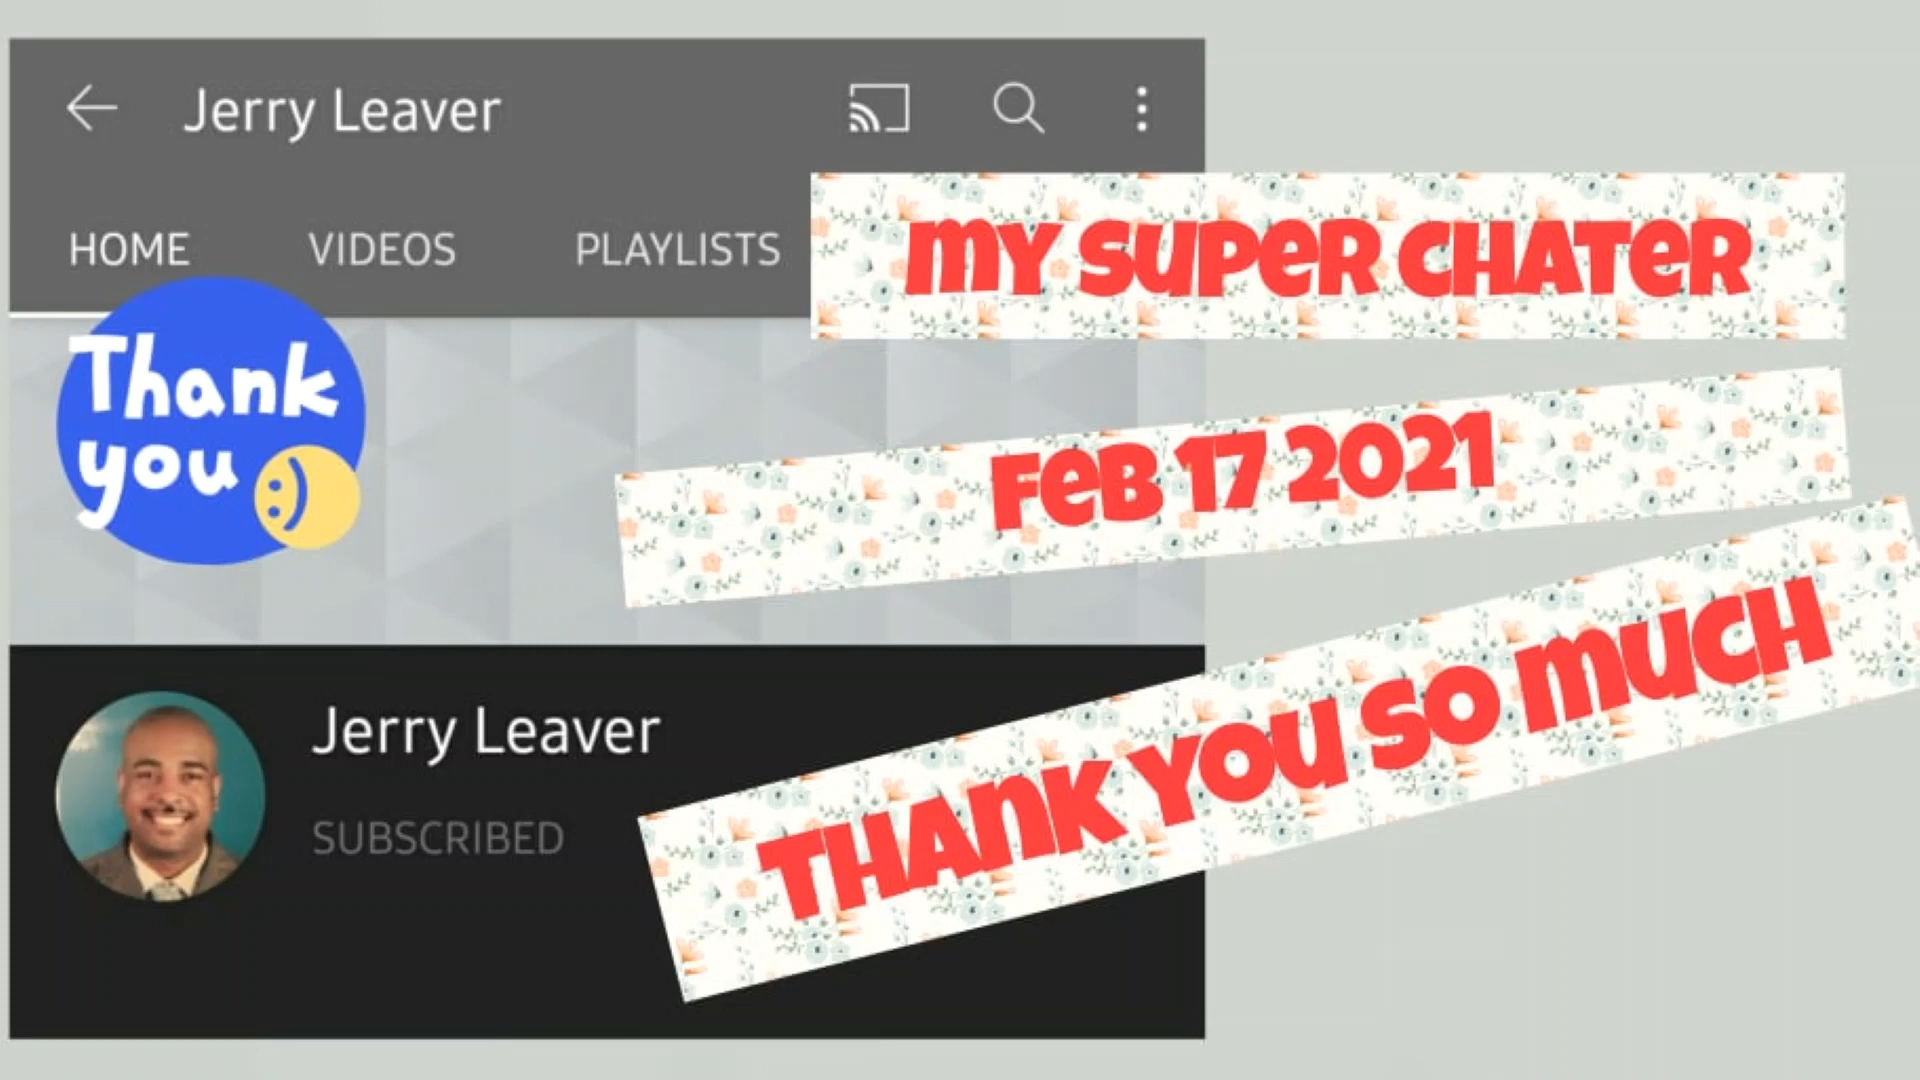 Jerry Leaver
HOME VIDEOS PLAYLISTS
my super chater
Thank
you
Feb 17 2021
Jerry Leaver
SUBSCRIBED
Thank you so much